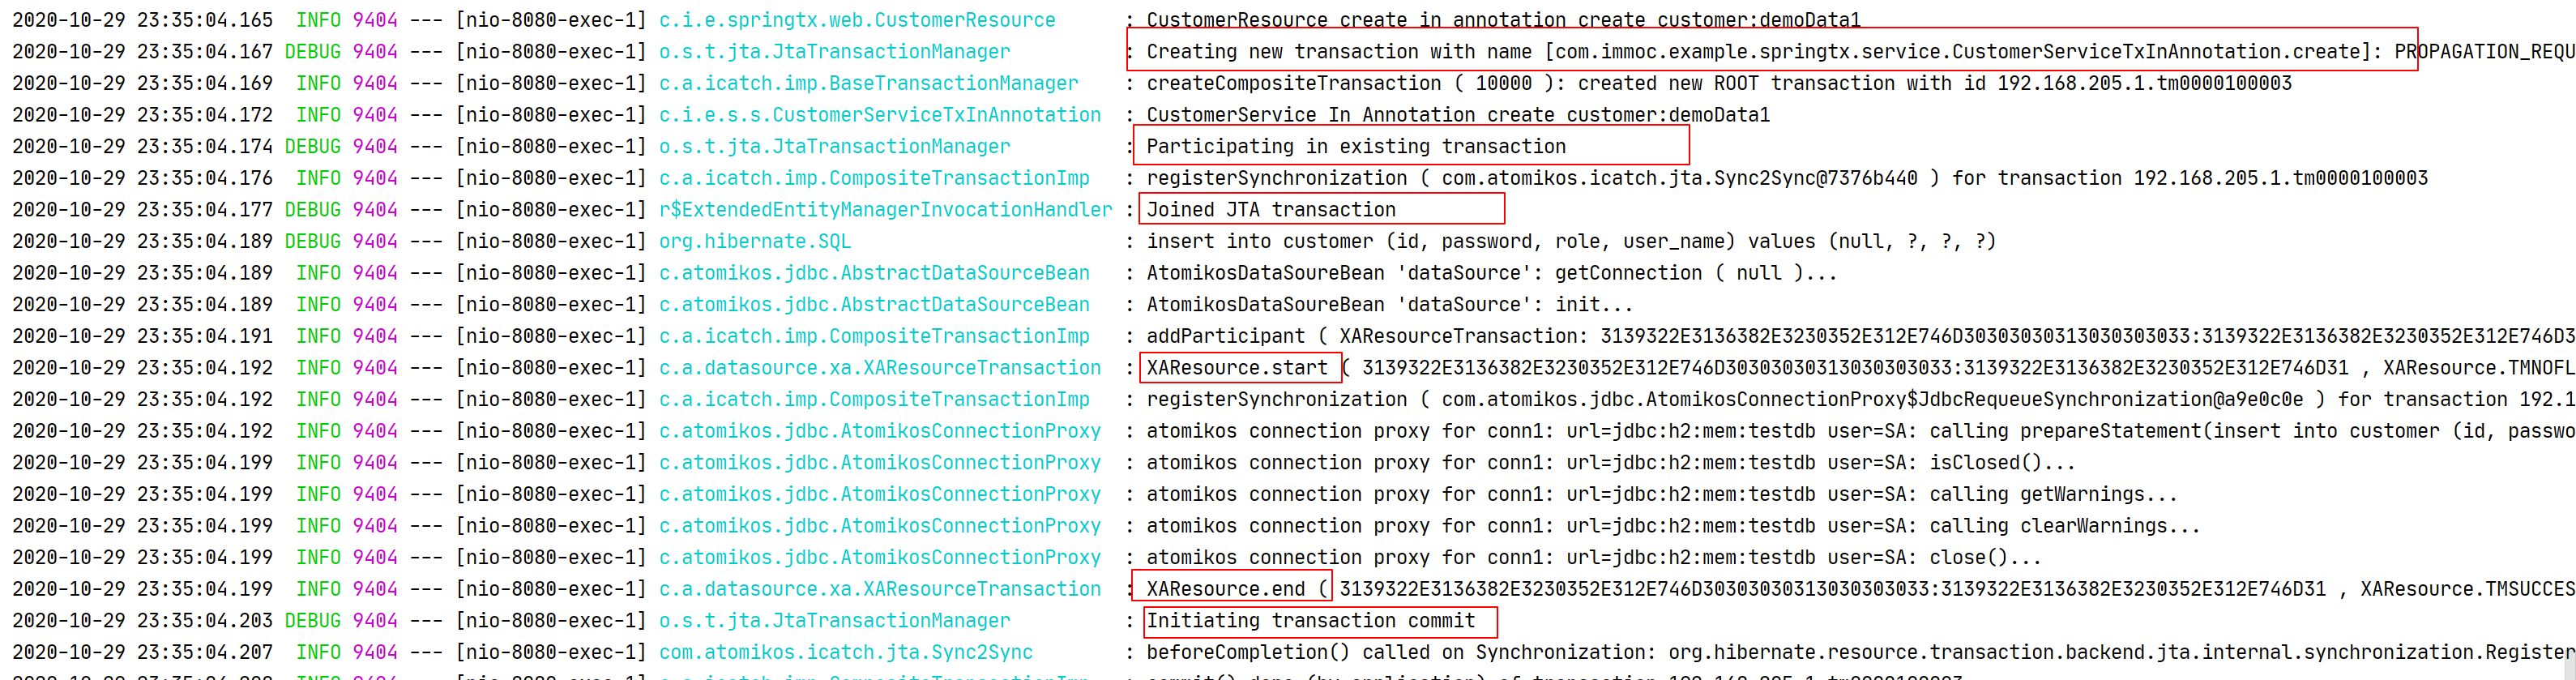 2020-10-29 23:35:04.165  INFO 9404 --- [nio-8080-exec-1] c.i.e.springtx.web.CustomerResource : CustomerResource create in annotation create customer:demoData1
2020-10-29 23:35:04.167 DEBUG 9404 --- [nio-8080-exec-1] o.s.t.jta.JtaTransactionManager : Creating new transaction with name [com.immoc.example.springtx.service.CustomerServiceTxInAnnotation.create]: PROPAGATION_REQU
2020-10-29 23:35:04.169  INFO 9404 --- [nio-8080-exec-1] c.a.icatch.imp.BaseTransactionManager : createCompositeTransaction ( 10000 ): created new ROOT transaction with id 192.168.205.1.tm0000100003
2020-10-29 23:35:04.172  INFO 9404 --- [nio-8080-exec-1] c.i.e.s.s.CustomerServiceTxInAnnotation : CustomerService In Annotation create customer:demoData1
2020-10-29 23:35:04.174 DEBUG 9404 --- [nio-8080-exec-1] o.s.t.jta.JtaTransactionManager : Participating in existing transaction
2020-10-29 23:35:04.176  INFO 9404 --- [nio-8080-exec-1] c.a.icatch.imp.CompositeTransactionImp : registerSynchronization ( com.atomikos.icatch.jta.Sync2Sync@7376b440 ) for transaction 192.168.205.1.tm0000100003
2020-10-29 23:35:04.177 DEBUG 9404 --- [nio-8080-exec-1] r$ExtendedEntityManagerInvocationHandler : Joined JTA transaction
2020-10-29 23:35:04.189 DEBUG 9404 --- [nio-8080-exec-1] org.hibernate.SQL : insert into customer (id, password, role, user_name) values (null, ?, ?, ?)
2020-10-29 23:35:04.189  INFO 9404 --- [nio-8080-exec-1] c.atomikos.jdbc.AbstractDataSourceBean : AtomikosDataSoureBean 'dataSource': getConnection ( null )...
2020-10-29 23:35:04.189  INFO 9404 --- [nio-8080-exec-1] c.atomikos.jdbc.AbstractDataSourceBean : AtomikosDataSoureBean 'dataSource': init...
2020-10-29 23:35:04.191  INFO 9404 --- [nio-8080-exec-1] c.a.icatch.imp.CompositeTransactionImp : addParticipant ( XAResourceTransaction: 3139322E3136382E3230352E312E746D30303030313030303033:3139322E3136382E3230352E312E746D3
2020-10-29 23:35:04.192  INFO 9404 --- [nio-8080-exec-1] c.a.datasource.xa.XAResourceTransaction : XAResource.start ( 3139322E3136382E3230352E312E746D30303030313030303033:3139322E3136382E3230352E312E746D31 , XAResource.TMNOFL
2020-10-29 23:35:04.192  INFO 9404 --- [nio-8080-exec-1] c.a.icatch.imp.CompositeTransactionImp : registerSynchronization ( com.atomikos.jdbc.AtomikosConnectionProxy$JdbcRequeueSynchronization@a9e0c0e ) for transaction 192.1
2020-10-29 23:35:04.192  INFO 9404 --- [nio-8080-exec-1] c.atomikos.jdbc.AtomikosConnectionProxy : atomikos connection proxy for conn1: url=jdbc:h2:mem:testdb user=SA: calling prepareStatement(insert into customer (id, passwo
2020-10-29 23:35:04.199  INFO 9404 --- [nio-8080-exec-1] c.atomikos.jdbc.AtomikosConnectionProxy : atomikos connection proxy for conn1: url=jdbc:h2:mem:testdb user=SA: isClosed()...
2020-10-29 23:35:04.199  INFO 9404 --- [nio-8080-exec-1] c.atomikos.jdbc.AtomikosConnectionProxy : atomikos connection proxy for conn1: url=jdbc:h2:mem:testdb user=SA: calling getWarnings...
2020-10-29 23:35:04.199  INFO 9404 --- [nio-8080-exec-1] c.atomikos.jdbc.AtomikosConnectionProxy : atomikos connection proxy for conn1: url=jdbc:h2:mem:testdb user=SA: calling clearWarnings...
2020-10-29 23:35:04.199  INFO 9404 --- [nio-8080-exec-1] c.atomikos.jdbc.AtomikosConnectionProxy : atomikos connection proxy for conn1: url=jdbc:h2:mem:testdb user=SA: close()...
2020-10-29 23:35:04.199  INFO 9404 --- [nio-8080-exec-1] c.a.datasource.xa.XAResourceTransaction : XAResource.end ( 3139322E3136382E3230352E312E746D30303030313030303033:3139322E3136382E3230352E312E746D31 , XAResource.TMSUCCES
2020-10-29 23:35:04.203 DEBUG 9404 --- [nio-8080-exec-1] o.s.t.jta.JtaTransactionManager : Initiating transaction commit
2020-10-29 23:35:04.207  INFO 9404 --- [nio-8080-exec-1] com.atomikos.icatch.jta.Sync2Sync : beforeCompletion() called on Synchronization: org.hibernate.resource.transaction.backend.jta.internal.synchronization.Register